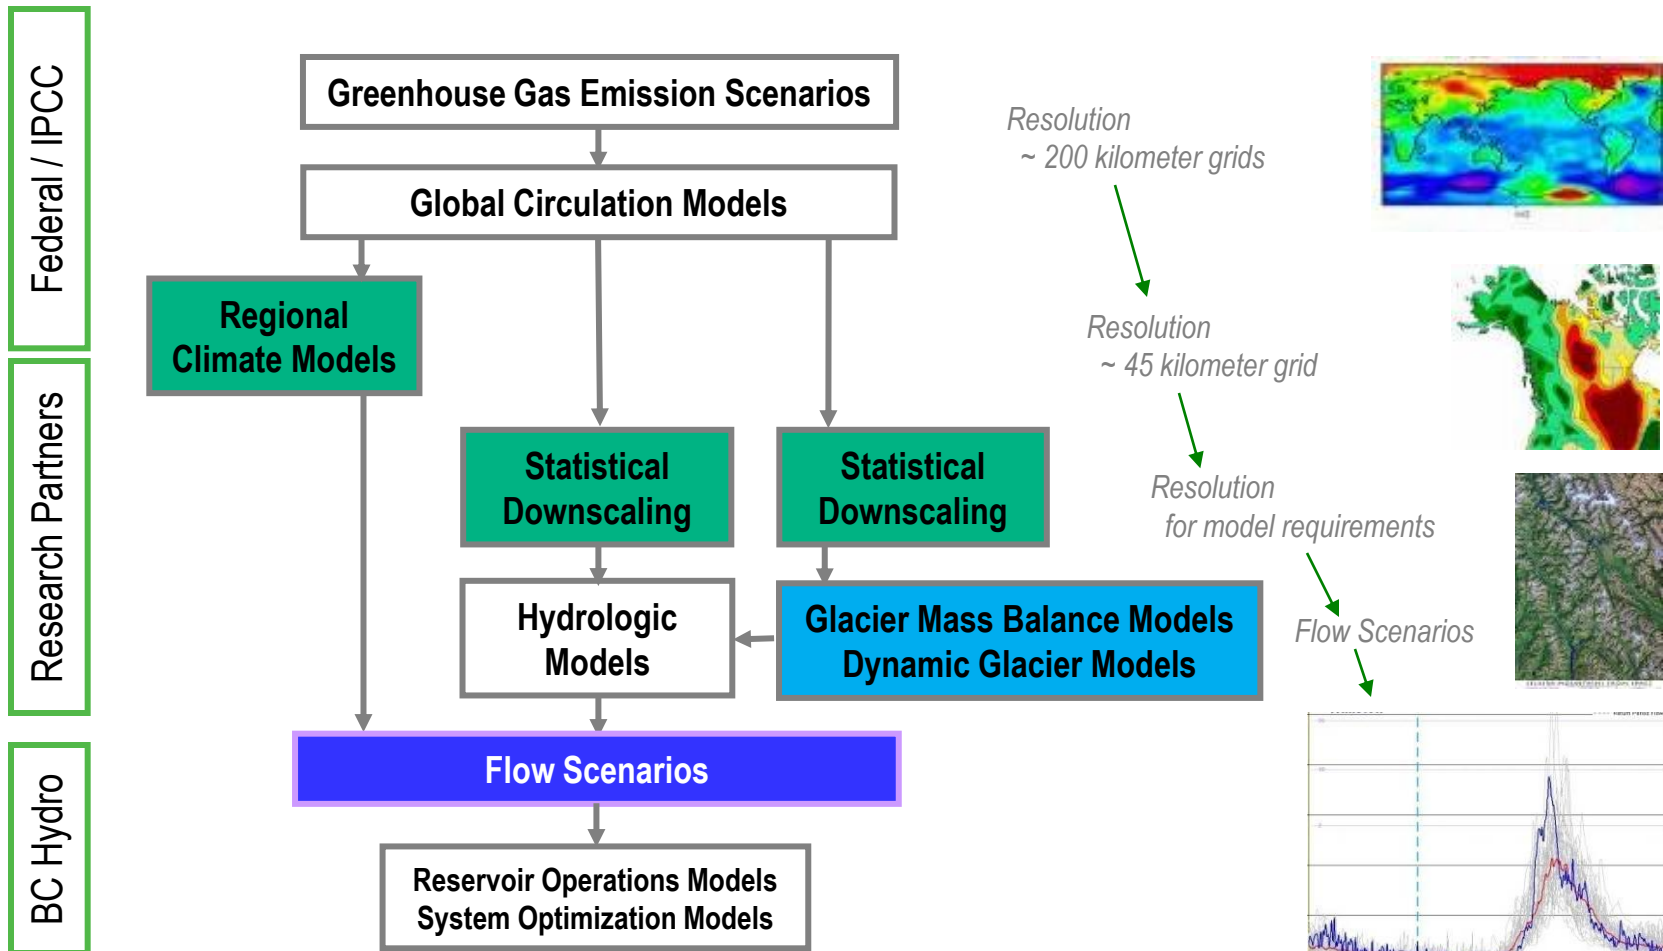 Federal / IPCC
Research Partners
BC Hydro
Greenhouse Gas Emission Scenarios
Global Circulation Models
Regional
Climate Models
Statistical
Downscaling
Statistical
Downscaling
Hydrologic
Models
Glacier Mass Balance Models
Dynamic Glacier Models
Flow Scenarios
Reservoir Operations Models
System Optimization Models
Resolution
~ 200 kilometer grids
Resolution
~ 45 kilometer grid
Resolution
for model requirements
Flow Scenarios